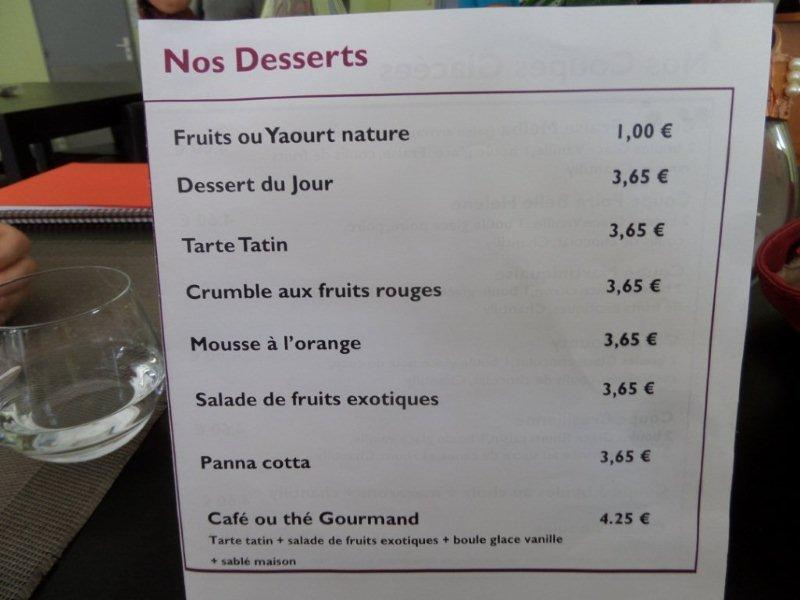 Nos Desserts
Fruits ou Yaourt nature 1,00 €
Dessert du Jour 3,65 €
Tarte Tatin 3,65 €
Crumble aux fruits rouges 3,65 €
Mousse à l'orange 3,65 €
Salade de fruits exotiques 3,65 €
Panna cotta 3,65 €
Café ou thé Gourmand 4.25 €
Tarte tatin + salade de fruits exotiques + boule glace vanille
+ sablé maison